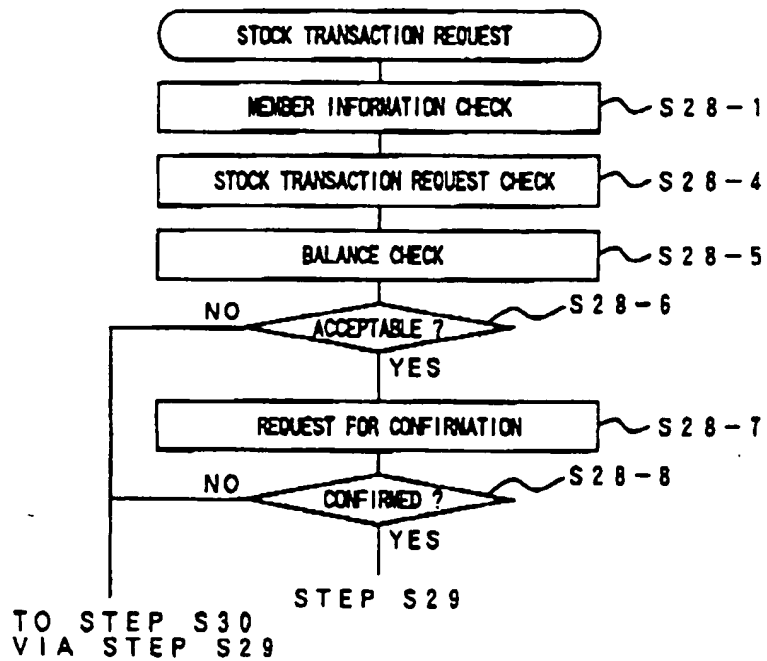 STOCK TRANSACTION REQUEST
MEMBER INFORMATION CHECK
S28-1
STOCK TRANSACTION REQUEST CHECK
S28-4
BALANCE CHECK
S28-5
NO
ACCEPTABLE ?
S28-6
YES
REQUEST FOR CONFIRMATION
S28-7
NO
CONFIRMED ?
S28-8
YES
STEP S29
TO STEP S30
VIA STEP S29